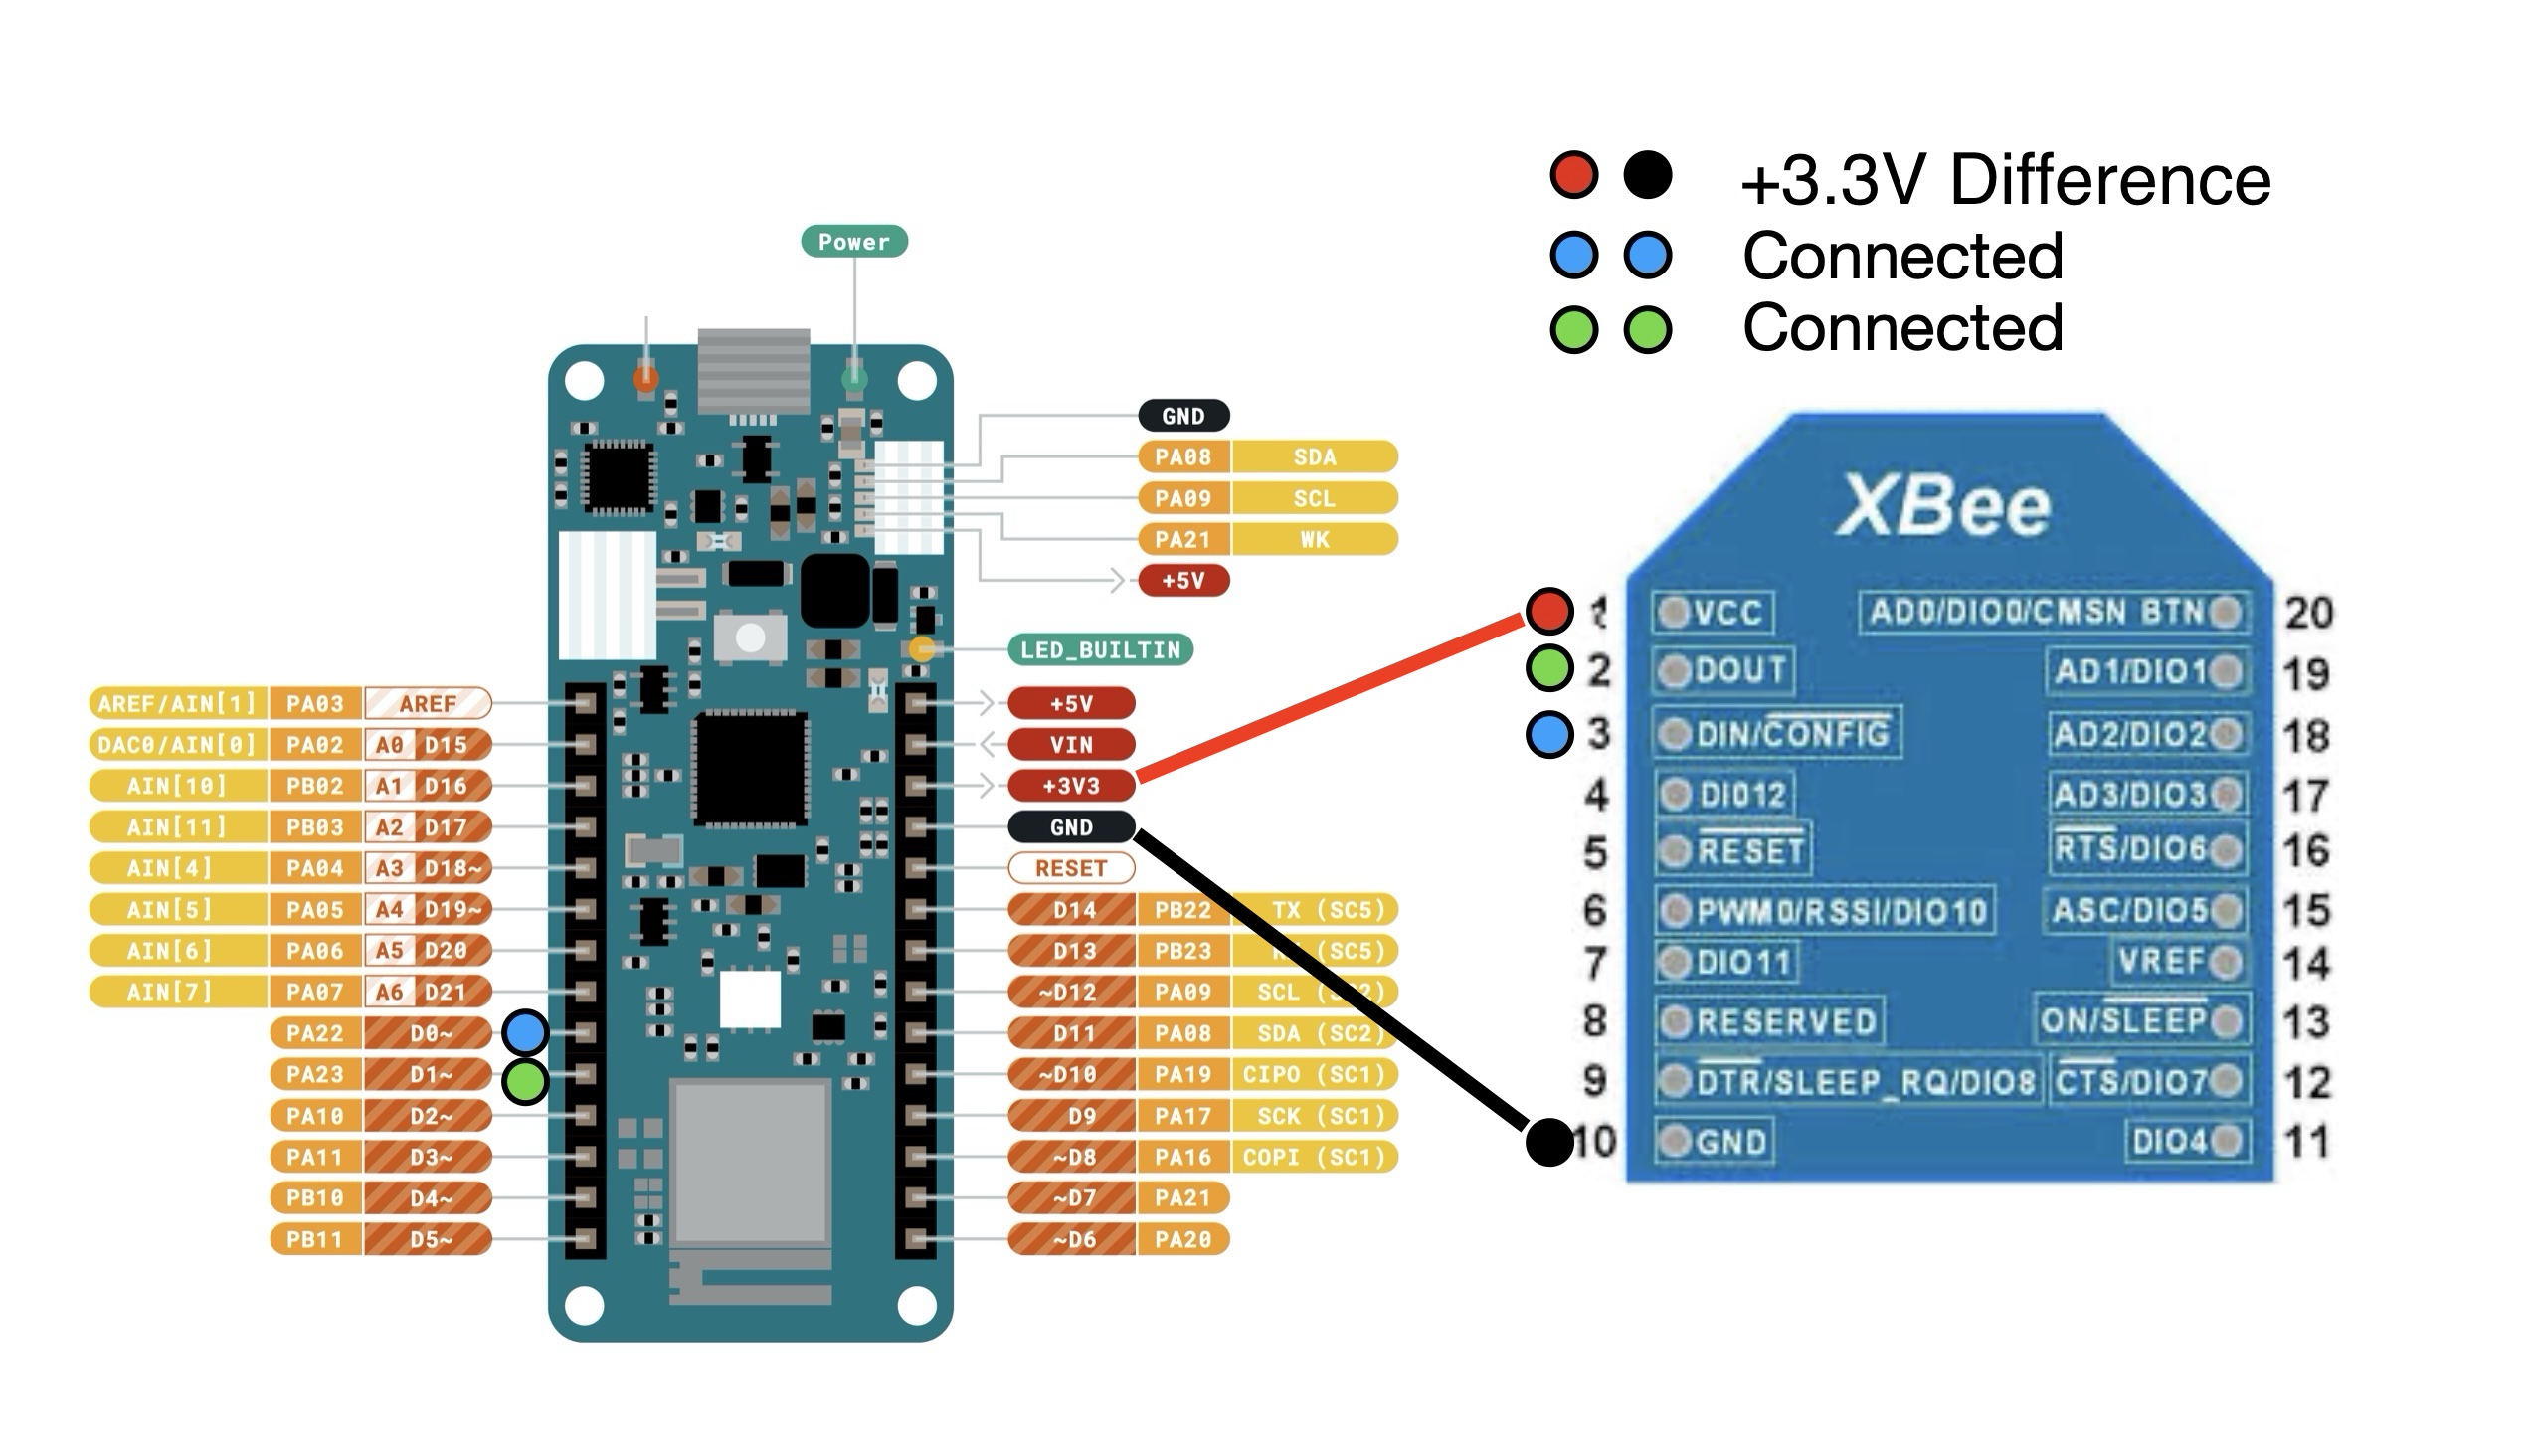 +3.3V Difference
Connected
Connected
Power
GND
PA08 SDA
PA09 SCL
PA21 WK
+5V
LED_BUILTIN
AREF/AIN[1] PA03 AREF
DAC0/AIN[0] PA02 A0 D15
AIN[10] PB02 A1 D16
AIN[11] PB03 A2 D17
AIN[4] PA04 A3 D18~
AIN[5] PA05 A4 D19~
AIN[6] PA06 A5 D20
AIN[7] PA07 A6 D21
PA22 D0~
PA23 D1~
PA10 D2~
PA11 D3~
PB10 D4~
PB11 D5~
+5V
VIN
+3V3
GND
RESET
D14 PB22 TX (SC5)
D13 PB23 (SC5)
~D12 PA09 SCL
D11 PA08 SDA (SC2)
~D10 PA19 CIPO (SC1)
D9 PA17 SCK (SC1)
~D8 PA16 COPI (SC1)
~D7 PA21
~D6 PA20
XBee
VCC AD0/DIO0/CMSN BTN 20
2 DOUT AD1/DIO1 19
3 DIN/CONFIG AD2/DIO2 18
4 DIO12 AD3/DIO3 17
5 RESET RTS/DIO6 16
6 PWM0/RSSI/DIO10 ASC/DIO5 15
7 DIO11 VREF 14
8 RESERVED ON/SLEEP 13
9 DTR/SLEEP_RQ/DIO8 CTS/DIO7 12
10 GND DIO4 11